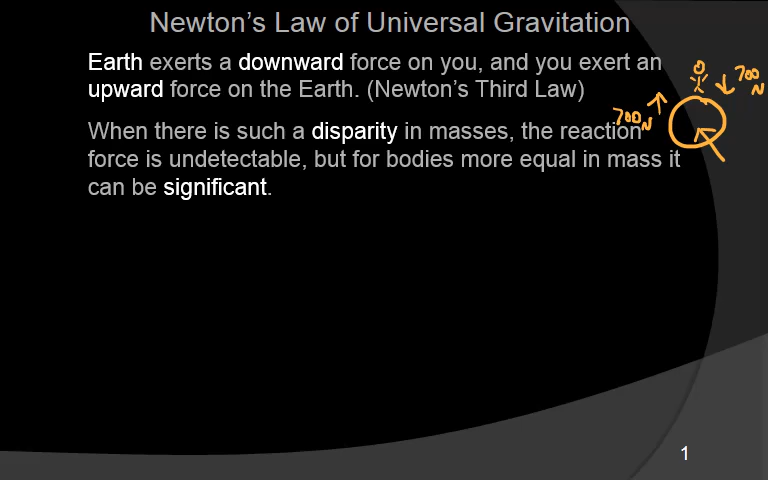 Newton's Law of Universal Gravitation
Earth exerts a downward force on you, and you exert an
upward force on the Earth. (Newton's Third Law)
700
N
700
N
When there is such a disparity in masses, the reaction
force is undetectable, but for bodies more equal in mass it
can be significant.
1